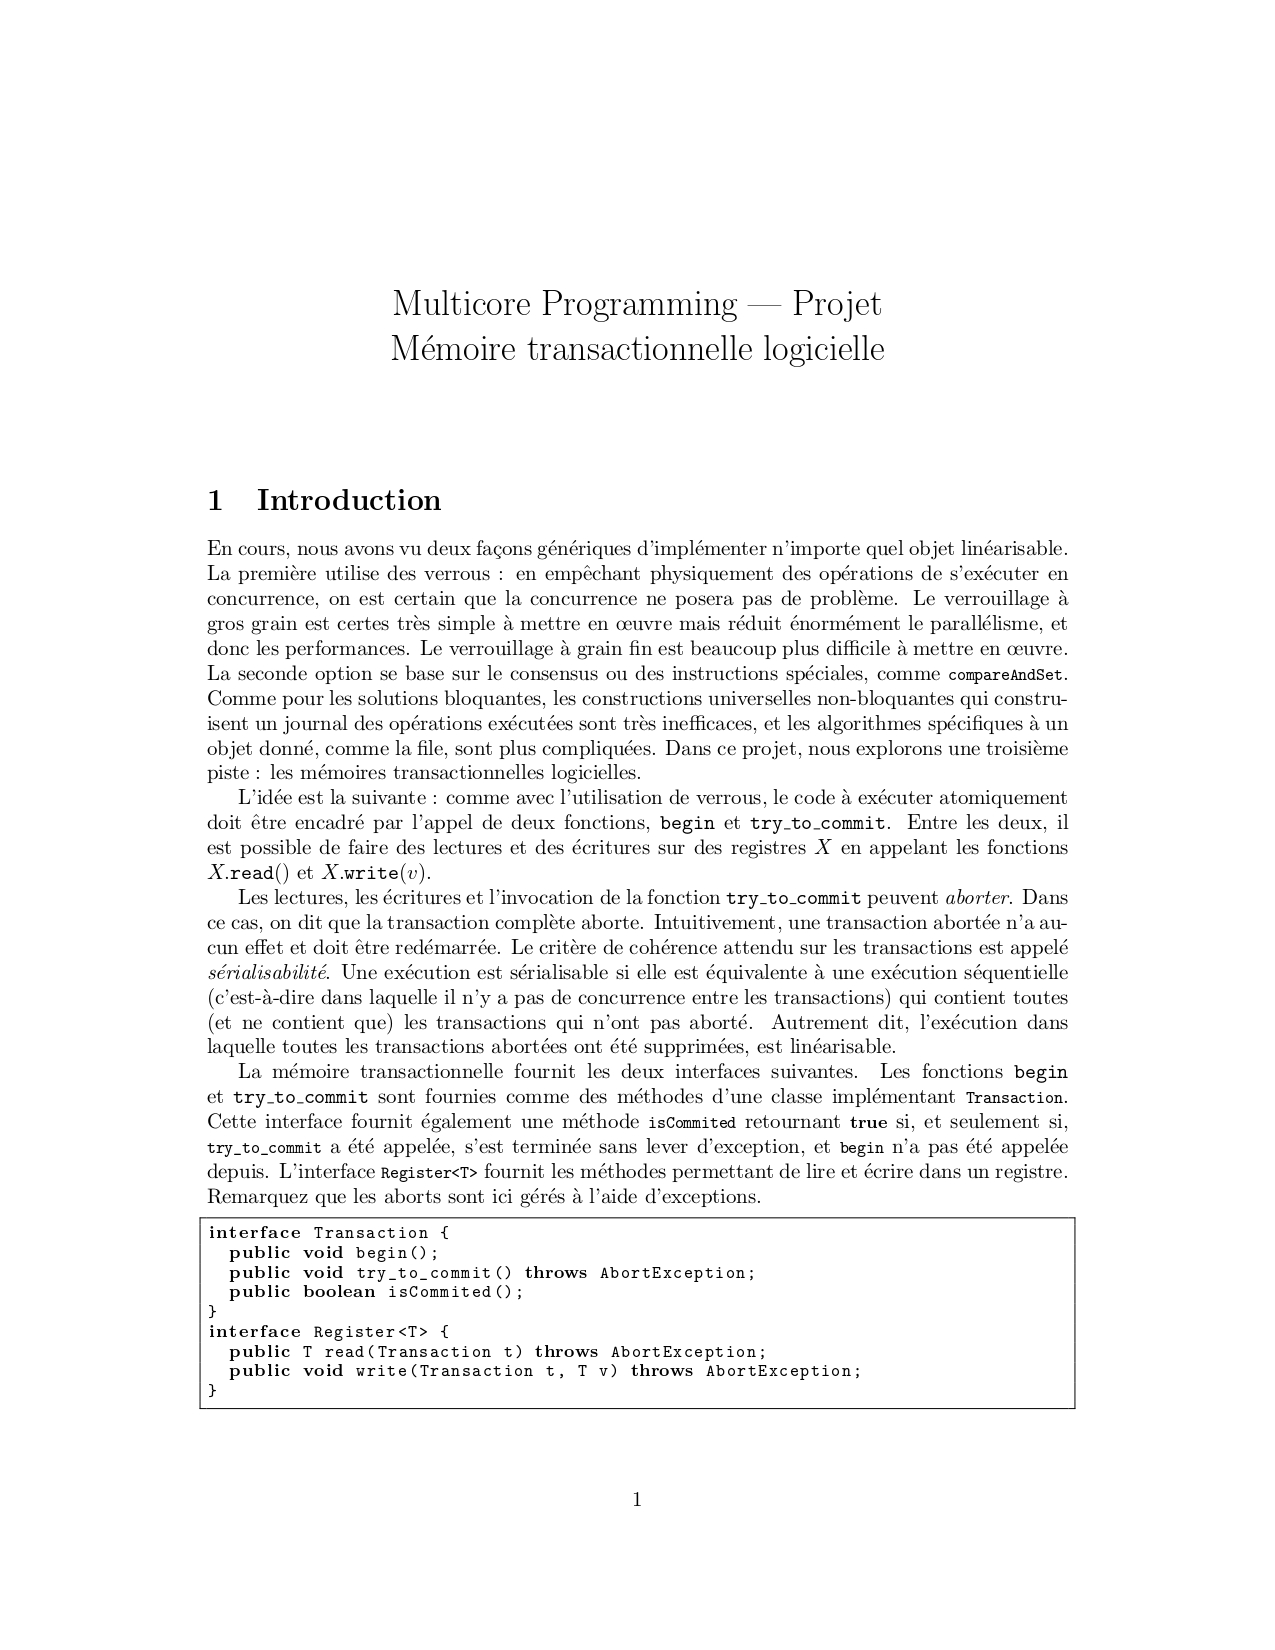 Multicore Programming — Projet
Mémoire transactionnelle logicielle
1 Introduction
En cours, nous avons vu deux façons génériques d'implémenter n'importe quel objet linéarisable.
La première utilise des verrous : en empêchant physiquement des opérations de s'exécuter en
concurrence, on est certain que la concurrence ne posera pas de problème. Le verrouillage à
gros grain est certes très simple à mettre en œuvre mais réduit énormément le parallélisme, et
donc les performances. Le verrouillage à grain fin est beaucoup plus difficile à mettre en œuvre.
La seconde option se base sur le consensus ou des instructions spéciales, comme compareAndSet.
Comme pour les solutions bloquantes, les constructions universelles non-bloquantes qui constru-
isent un journal des opérations exécutées sont très inefficaces, et les algorithmes spécifiques à un
objet donné, comme la file, sont plus compliquées. Dans ce projet, nous explorons une troisième
piste : les mémoires transactionnelles logicielles.
L'idée est la suivante : comme avec l'utilisation de verrous, le code à exécuter atomiquement
doit être encadré par l'appel de deux fonctions, begin et try_to_commit. Entre les deux, il
est possible de faire des lectures et des écritures sur des registres X en appelant les fonctions
X.read() et X.write(v).
Les lectures, les écritures et l'invocation de la fonction try_to_commit peuvent aborter. Dans
ce cas, on dit que la transaction complète aborte. Intuitivement, une transaction abortée n'a au-
cun effet et doit être redémarrée. Le critère de cohérence attendu sur les transactions est appelé
sérialisabilité. Une exécution est sérialisable si elle est équivalente à une exécution séquentielle
(c'est-à-dire dans laquelle il n'y a pas de concurrence entre les transactions) qui contient toutes
(et ne contient que) les transactions qui n'ont pas aborté. Autrement dit, l'exécution dans
laquelle toutes les transactions abortées ont été supprimées, est linéarisable.
La mémoire transactionnelle fournit les deux interfaces suivantes. Les fonctions begin
et try_to_commit sont fournies comme des méthodes d'une classe implémentant Transaction.
Cette interface fournit également une méthode isCommited retournant true si, et seulement si,
try_to_commit a été appelée, s'est terminée sans lever d'exception, et begin n'a pas été appelée
depuis. L'interface Register<T> fournit les méthodes permettant de lire et écrire dans un registre.
Remarquez que les aborts sont ici gérés à l'aide d'exceptions.
interface Transaction {
  public void begin();
  public void try_to_commit() throws AbortException;
  public boolean isCommited();
}
interface Register<T> {
  public T read(Transaction t) throws AbortException;
  public void write(Transaction t, T v) throws AbortException;
}
1